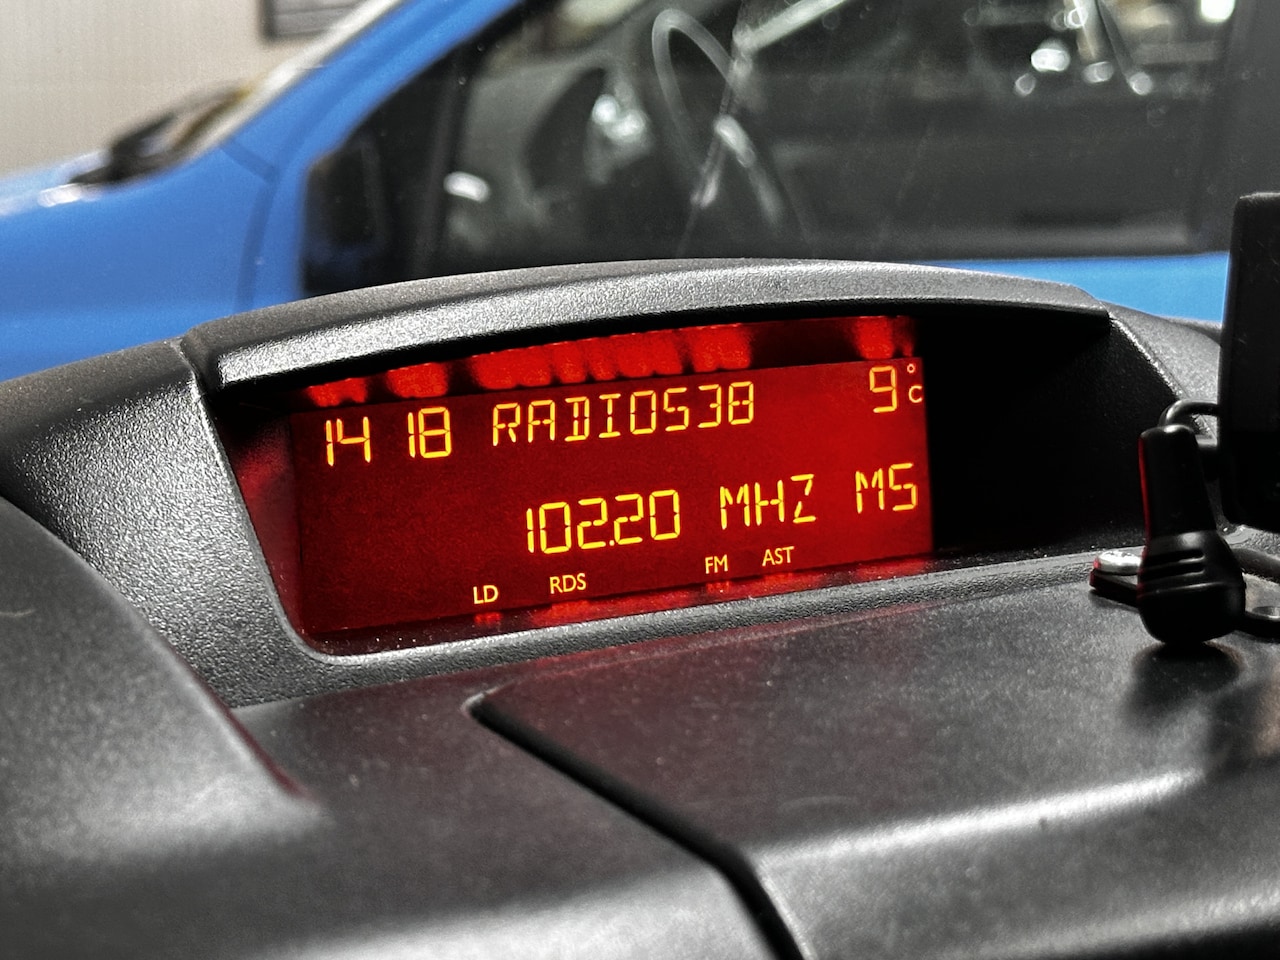 14 18 RADIO538 9°C
102.20 MHZ M5
LD RDS FM AST